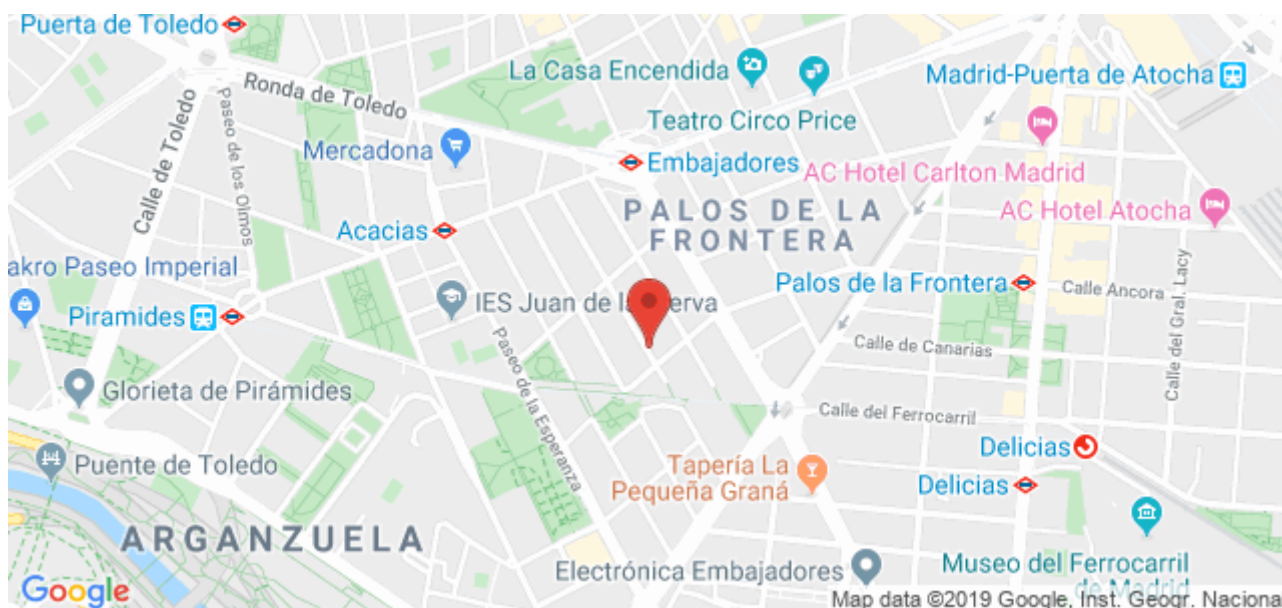 Puerta de Toledo
La Casa Encendida
Madrid-Puerta de Atocha
Ronda de Toledo
Paseo de los Olmos
Calle de Toledo
Teatro Circo Price
Mercadona
Embajadores
AC Hotel Carlton Madrid
PALOS DE LA
FRONTERA
AC Hotel Atocha
Acacias
akro Paseo Imperial
Palos de la Frontera
Calle Ancora
Calle del Gral. Lacy
IES Juan de la
erva
Piramides
Paseo de la Esperanza
Calle de Canarias
Glorieta de Pirámides
Calle del Ferrocarril
Delicias
Puente de Toledo
Tapería La
Pequeña Graná
Delicias
ARGANZUELA
Museo del Ferrocarril
de Madrid
Electrónica Embajadores
Google
Map data ©2019 Google, Inst. Geogr. Naciona